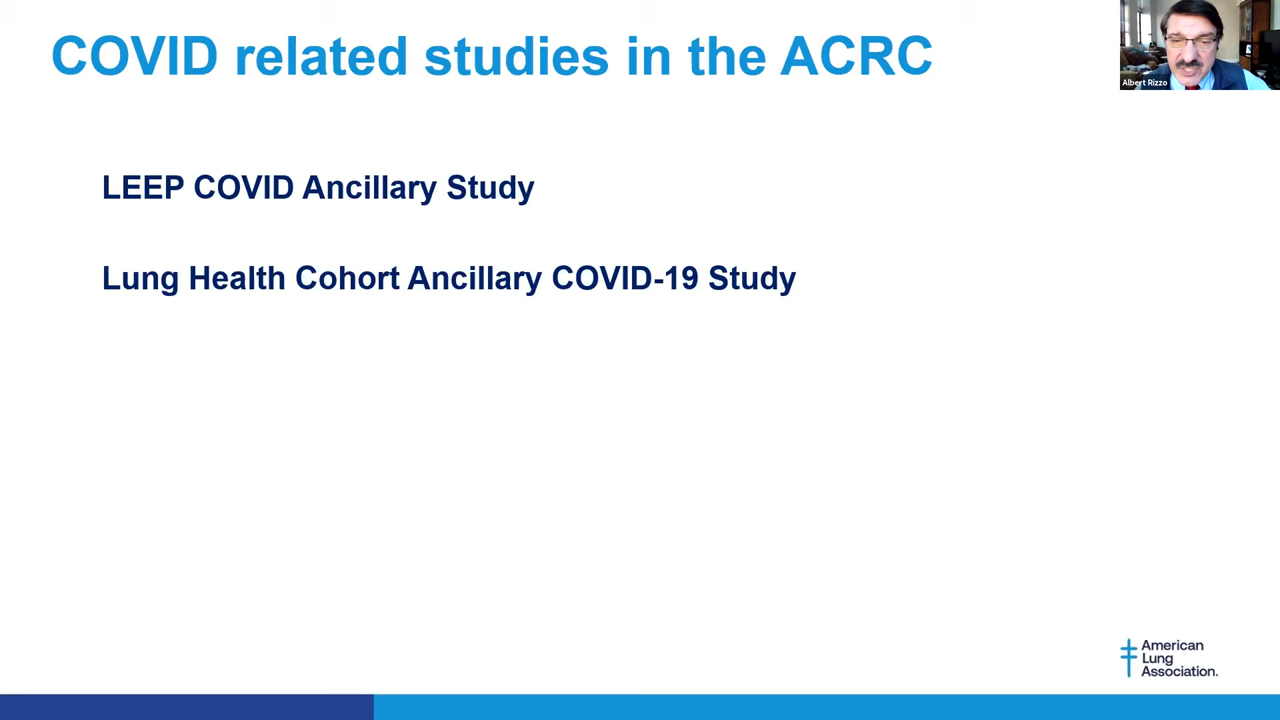 COVID related studies in the ACRC
Albert Rizzo
LEEP COVID Ancillary Study
Lung Health Cohort Ancillary COVID-19 Study
American
Lung
Association.